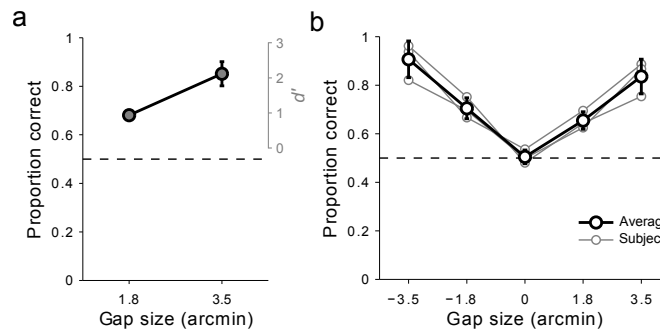 a
Proportion correct
1
0.8
0.6
0.4
0.2
0
1.8
3.5
Gap size (arcmin)
3
2
1
0
d'
b
Proportion correct
1
0.8
0.6
0.4
0.2
0
−3.5
−1.8
0
1.8
3.5
Gap size (arcmin)
Averag
Subjec